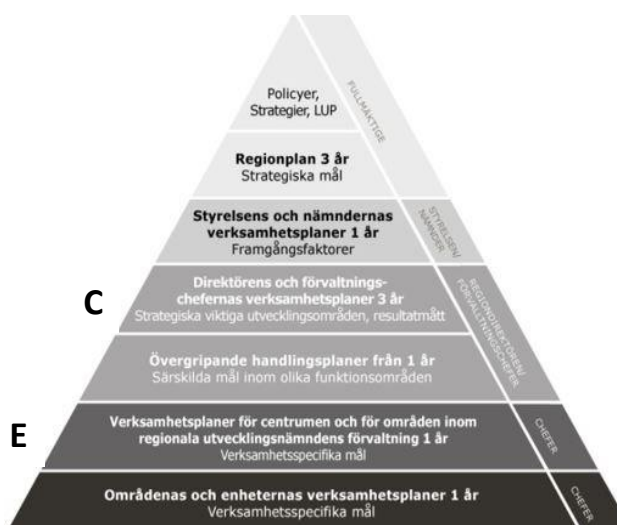 Policyer,
Strategier, LUP
FULLMÄKTIGE
Regionplan 3 år
Strategiska mål
Styrelsens och nämndernas
verksamhetsplaner 1 år
Framgångsfaktorer
STYRELSEN/
NÄMNDER
C
Direktörens och förvaltnings-
chefernas verksamhetsplaner 3 år
Strategiska viktiga utvecklingsområden, resultatmått
REGIONDIREKTÖREN/
FÖRVALTNINGSCHEFER
Övergripande handlingsplaner från 1 år
Särskilda mål inom olika funktionsområden
E
Verksamhetsplaner för centrumen och för områden inom
regionala utvecklingsnämndens förvaltning 1 år
Verksamhetsspecifika mål
CHEFER
Områdenas och enheternas verksamhetsplaner 1 år
Verksamhetsspecifika mål
CHEFER